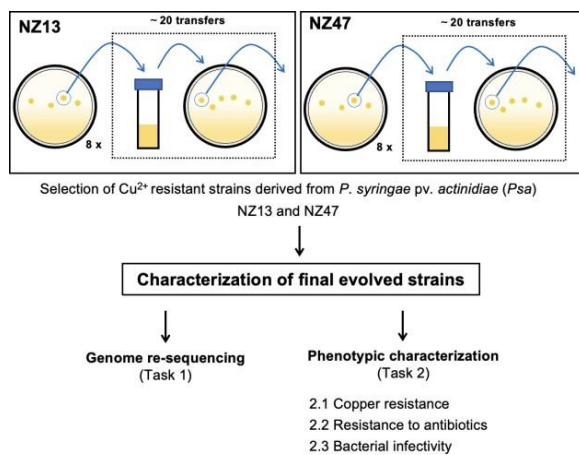 NZ13
~ 20 transfers
8 x
NZ47
~ 20 transfers
8 x
Selection of Cu²⁺ resistant strains derived from P. syringae pv. actinidiae (Psa)
NZ13 and NZ47
Characterization of final evolved strains
Genome re-sequencing
(Task 1)
Phenotypic characterization
(Task 2)
2.1 Copper resistance
2.2 Resistance to antibiotics
2.3 Bacterial infectivity